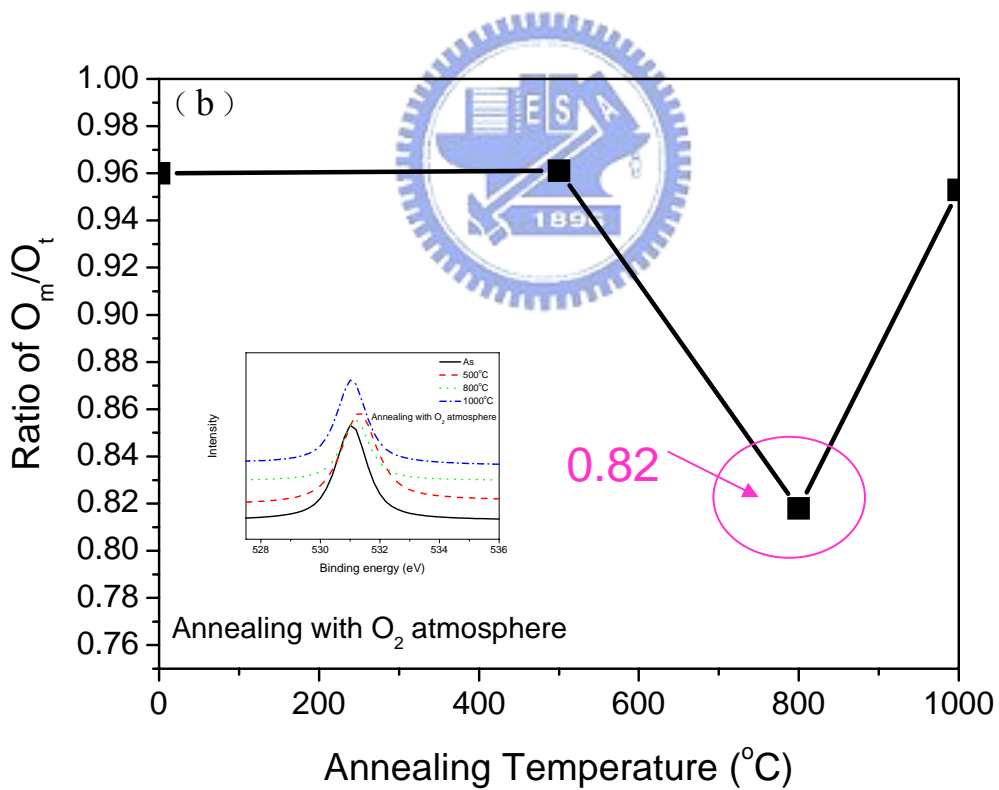 (b)
1.00
0.98
0.96
0.94
0.92
0.90
0.88
0.86
0.84
0.82
0.80
0.78
0.76
Ratio of Oₘ/Oₜ
ESA
1896
As
500°C
800°C
1000°C
Annealing with O₂ atmosphere
Intensity
528 530 532 534 536
Binding energy (eV)
0.82
Annealing with O₂ atmosphere
0 200 400 600 800 1000
Annealing Temperature (°C)